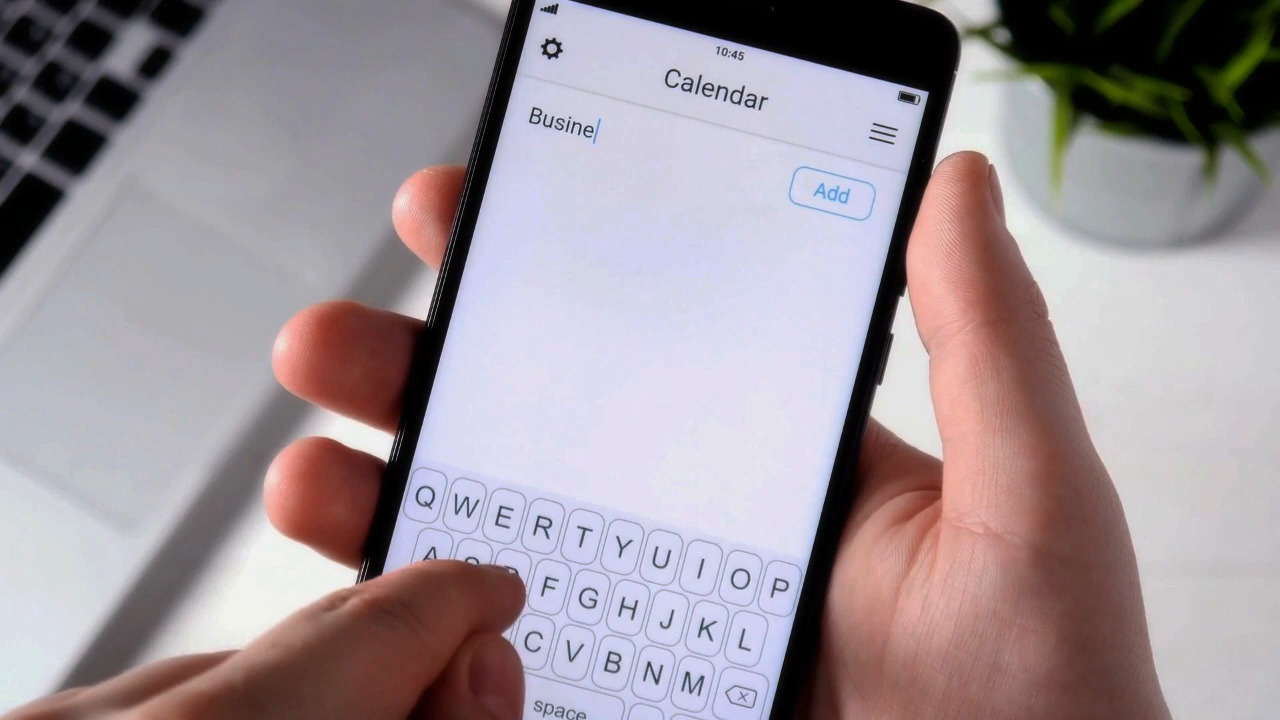 10:45
Calendar
Busine
Add
Q W E R T Y U I O P
A S D F G H J K L
C V B N M
space